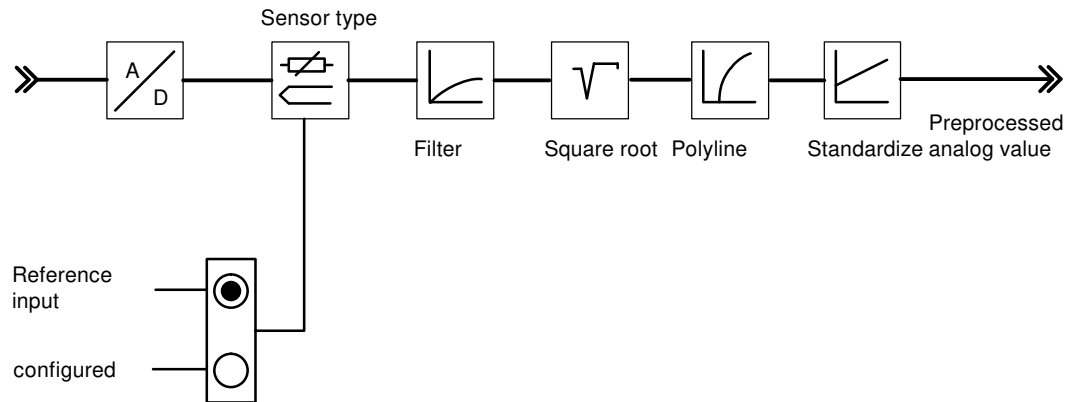 Sensor type
A
D
Filter
Square root
Polyline
Preprocessed
Standardize analog value
Reference
input
configured